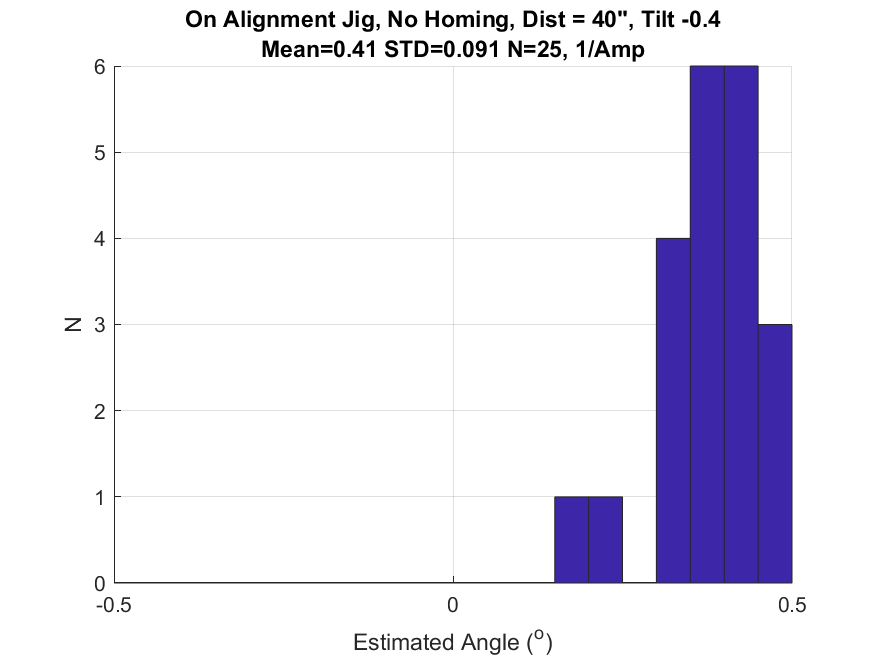 On Alignment Jig, No Homing, Dist = 40", Tilt -0.4
Mean=0.41 STD=0.091 N=25, 1/Amp
6
5
4
3
2
1
0
N
-0.5
0
0.5
Estimated Angle (o)